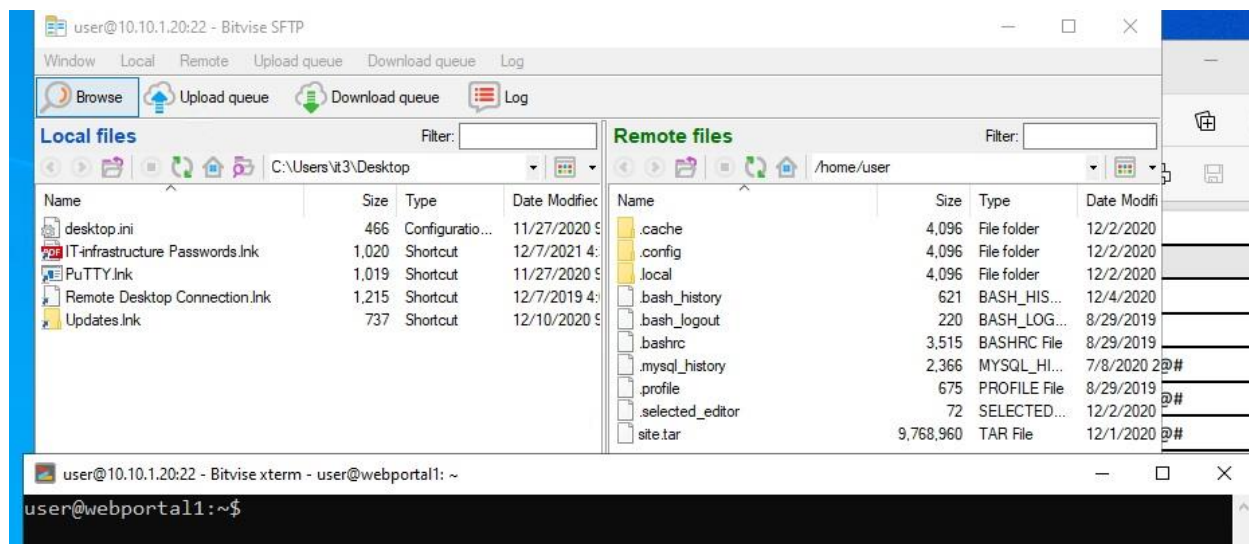 user@10.10.1.20:22 - Bitvise SFTP
Window Local Remote Upload queue Download queue Log
Browse Upload queue Download queue Log
Local files Filter:
C:\Users\it3\Desktop
Name Size Type Date Modified
desktop.ini 466 Configuratio... 11/27/2020
IT-infrastructure Passwords.lnk 1,020 Shortcut 12/7/2021 4:
PuTTY.lnk 1,019 Shortcut 11/27/2020
Remote Desktop Connection.lnk 1,215 Shortcut 12/7/2019 4:
Updates.lnk 737 Shortcut 12/10/2020
Remote files Filter:
/home/user
Name Size Type Date Modifi
.cache 4,096 File folder 12/2/2020
.config 4,096 File folder 12/2/2020
.local 4,096 File folder 12/2/2020
.bash_history 621 BASH_HIS... 12/4/2020
.bash_logout 220 BASH_LOG... 8/29/2019
.bashrc 3,515 BASHRC File 8/29/2019
.mysql_history 2,366 MYSQL_HI... 7/8/2020 2
.profile 675 PROFILE File 8/29/2019
.selected_editor 72 SELECTED... 12/2/2020
site.tar 9,768,960 TAR File 12/1/2020
@#
@#
@#
user@10.10.1.20:22 - Bitvise xterm - user@webportal1: ~
user@webportal1:~$